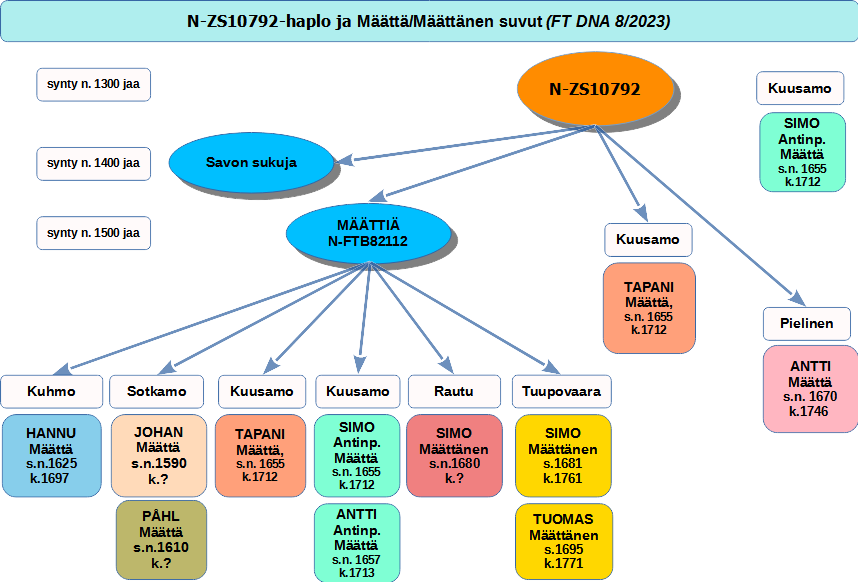 N-ZS10792-haplo ja Määttä/Määttänen suvut (FT DNA 8/2023)
synty n. 1300 jaa
N-ZS10792
Kuusamo
SIMO
Antinp.
Määttä
s.n. 1655
k.1712
synty n. 1400 jaa
Savon sukuja
synty n. 1500 jaa
MÄÄTTIÄ
N-FTB82112
Kuusamo
TAPANI
Määttä,
s.n. 1655
k.1712
Pielinen
ANTTI
Määttä
s.n. 1670
k.1746
Kuhmo
HANNU
Määttä
s.n.1625
k.1697
Sotkamo
JOHAN
Määttä
s.n.1590
k.?
PÅHL
Määttä
s.n.1610
k.?
Kuusamo
TAPANI
Määttä,
s.n. 1655
k.1712
Kuusamo
SIMO
Antinp.
Määttä
s.n. 1655
k.1712
ANTTI
Antinp.
Määttä
s.n. 1657
k.1713
Rautu
SIMO
Määttänen
s.n.1680
k.?
Tuupovaara
SIMO
Määttänen
s.1681
k.1761
TUOMAS
Määttänen
s.1695
k.1771